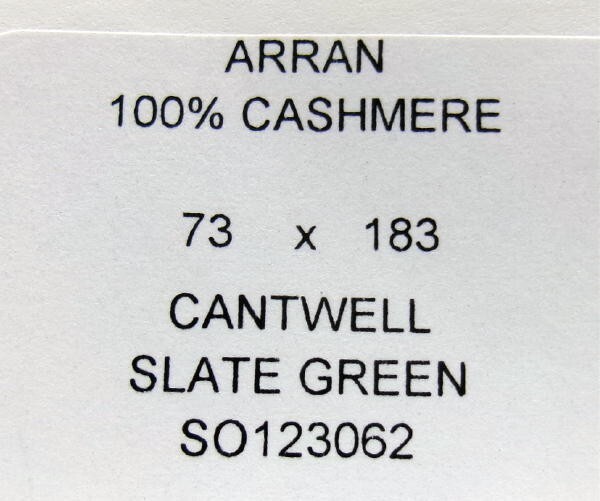 ARRAN
100% CASHMERE
73 x 183
CANTWELL
SLATE GREEN
SO123062